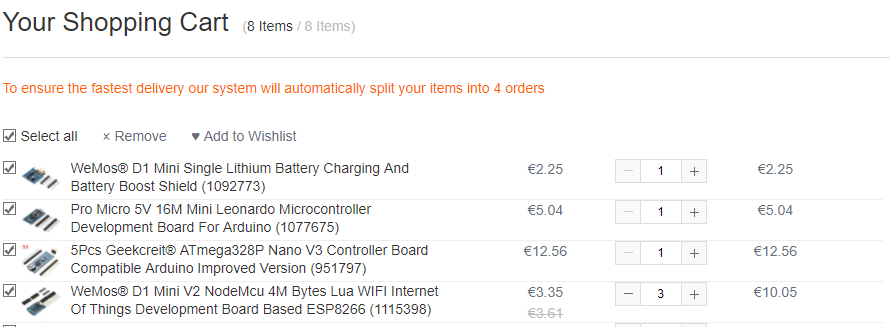 Your Shopping Cart (8 Items / 8 Items)
To ensure the fastest delivery our system will automatically split your items into 4 orders
Select all × Remove ♥ Add to Wishlist
WeMos® D1 Mini Single Lithium Battery Charging And
Battery Boost Shield (1092773)
€2.25 − 1 + €2.25
Pro Micro 5V 16M Mini Leonardo Microcontroller
Development Board For Arduino (1077675)
€5.04 − 1 + €5.04
5X
5Pcs Geekcreit® ATmega328P Nano V3 Controller Board
Compatible Arduino Improved Version (951797)
€12.56 − 1 + €12.56
WeMos® D1 Mini V2 NodeMcu 4M Bytes Lua WIFI Internet
Of Things Development Board Based ESP8266 (1115398)
€3.35 − 3 + €10.05
€3.61